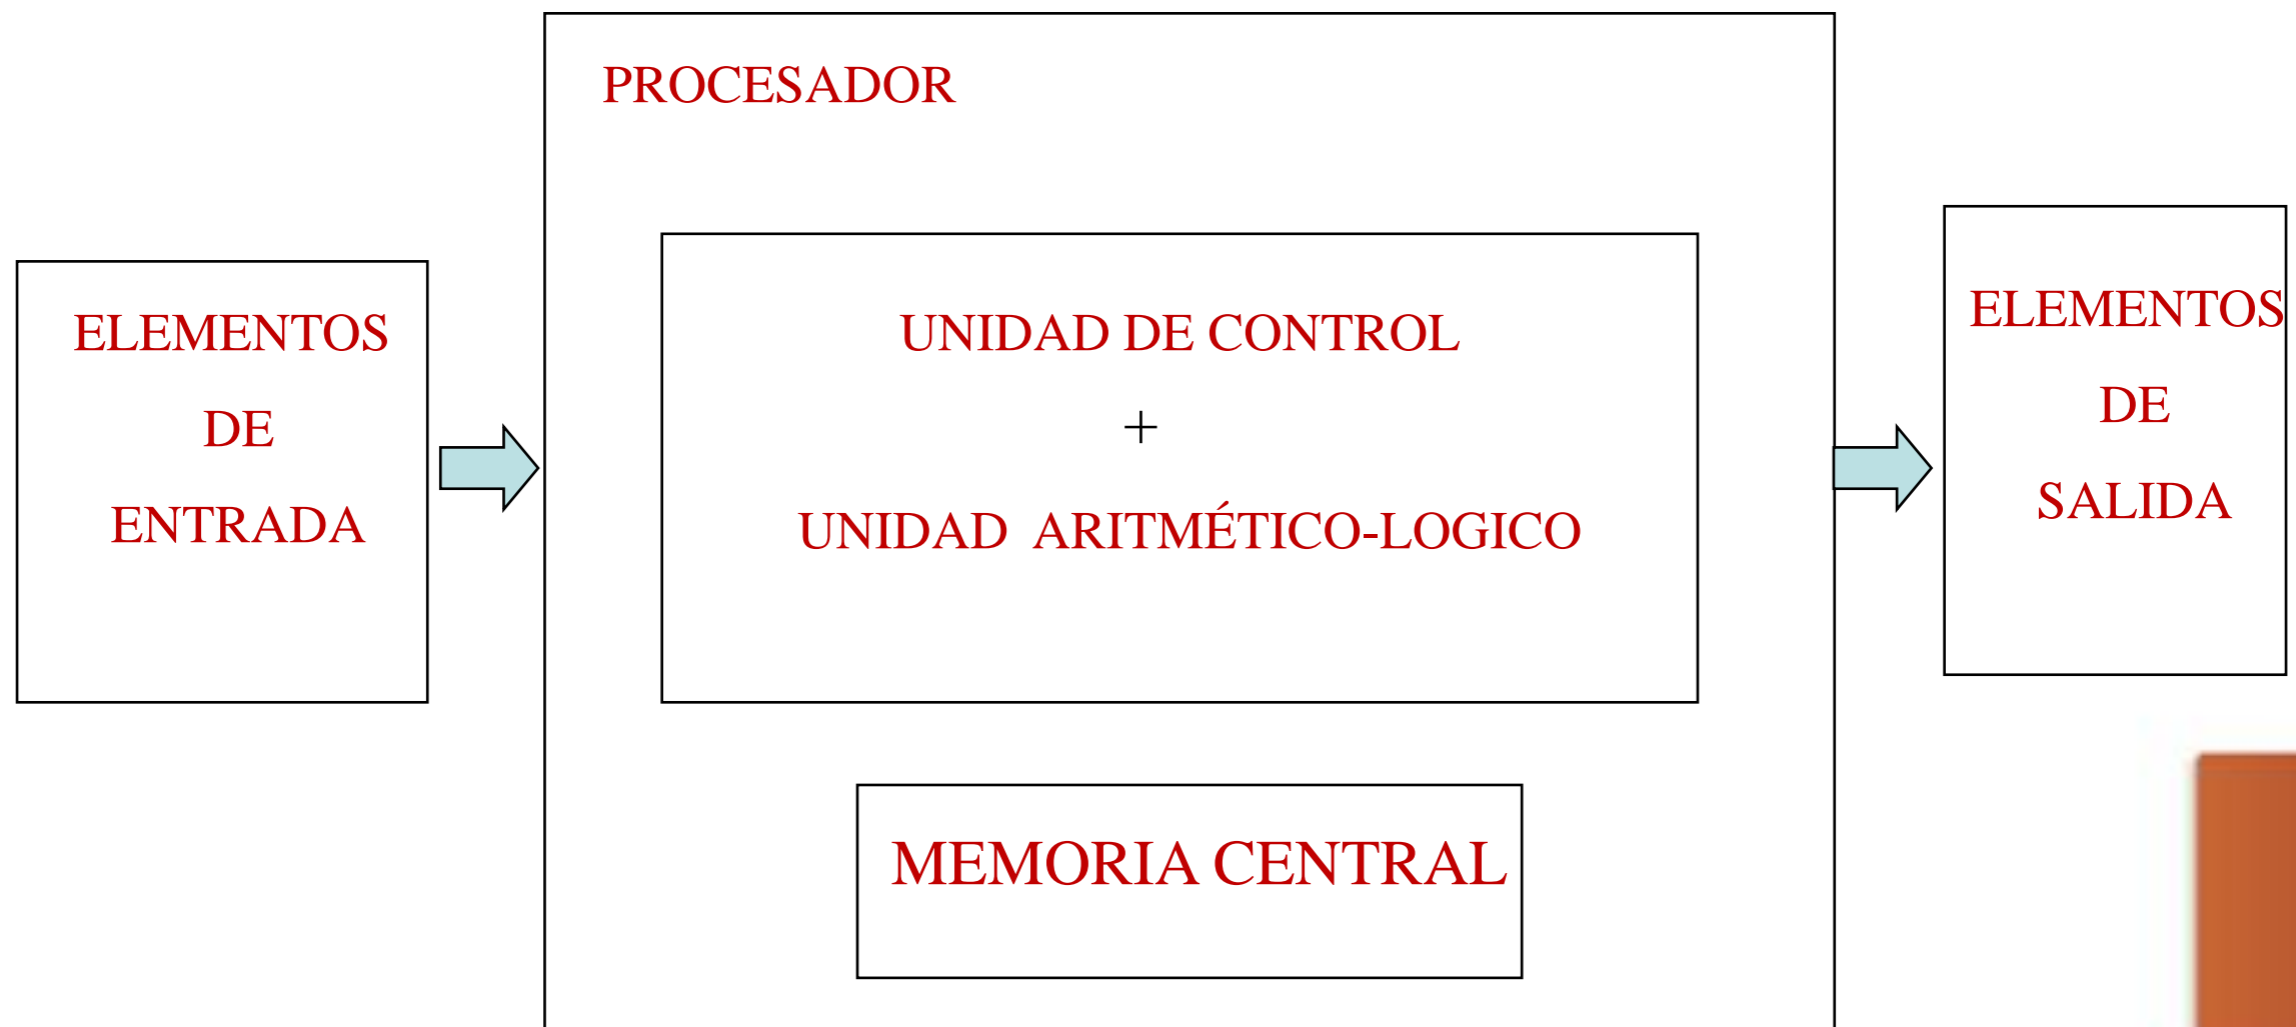 PROCESADOR
ELEMENTOS
DE
ENTRADA
UNIDAD DE CONTROL
+
UNIDAD ARITMÉTICO-LOGICO
MEMORIA CENTRAL
ELEMENTOS
DE
SALIDA